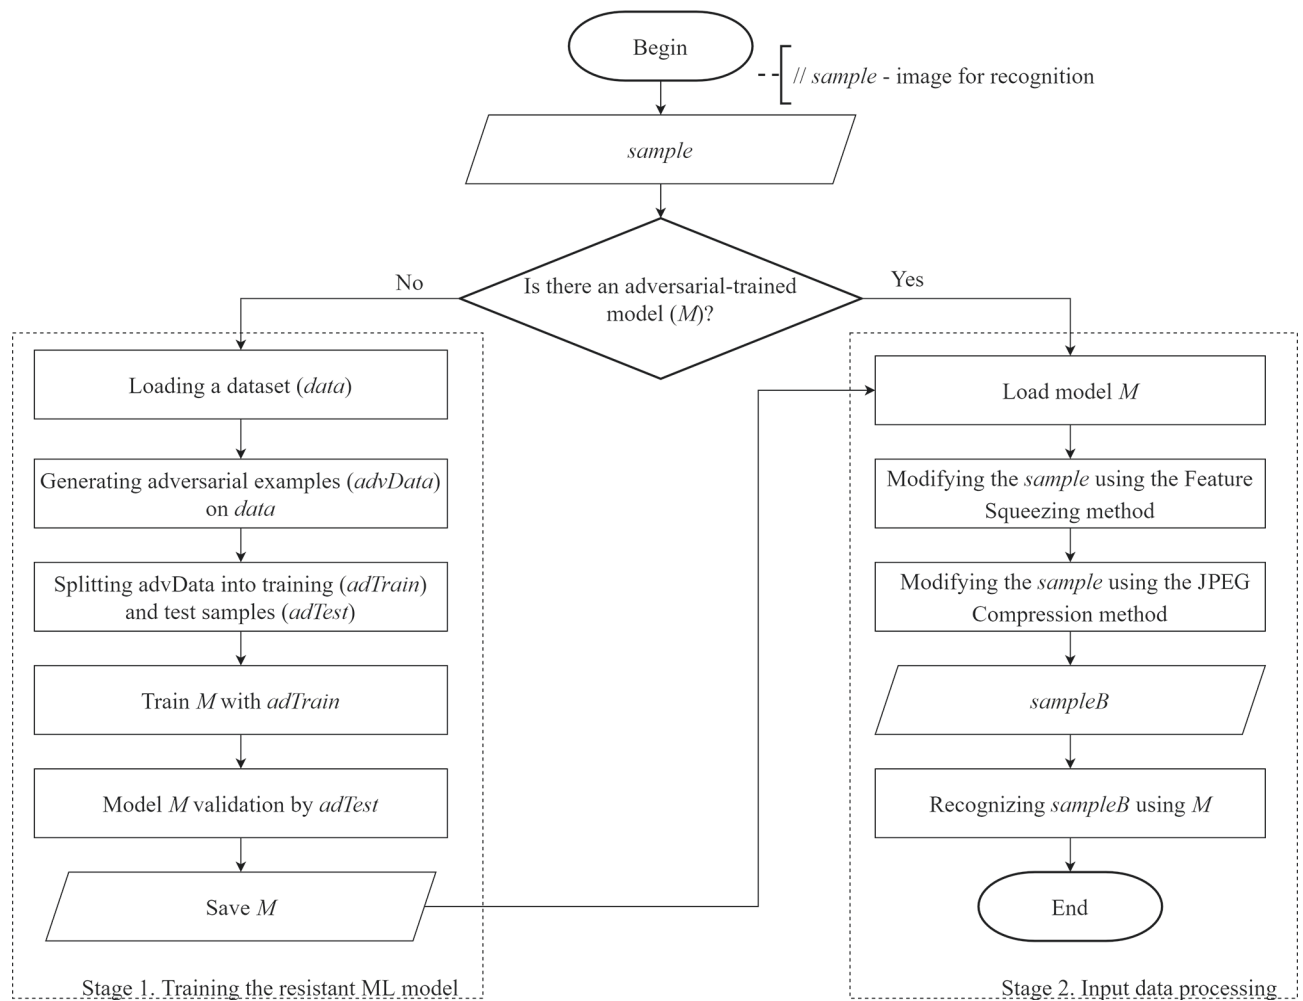 Begin
// sample - image for recognition
sample
Is there an adversarial-trained
model (M)?
No
Yes
Loading a dataset (data)
Generating adversarial examples (advData)
on data
Splitting advData into training (adTrain)
and test samples (adTest)
Train M with adTrain
Model M validation by adTest
Save M
Stage 1. Training the resistant ML model
Load model M
Modifying the sample using the Feature
Squeezing method
Modifying the sample using the JPEG
Compression method
sampleB
Recognizing sampleB using M
End
Stage 2. Input data processing